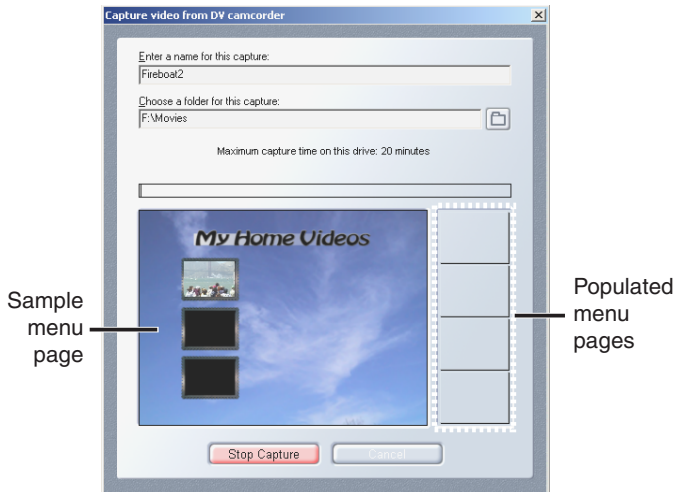 Capture video from DV camcorder
Enter a name for this capture:
Fireboat2
Choose a folder for this capture:
F:\Movies
Maximum capture time on this drive: 20 minutes
My Home Videos
Sample
menu
page
Populated
menu
pages
Stop Capture
Cancel